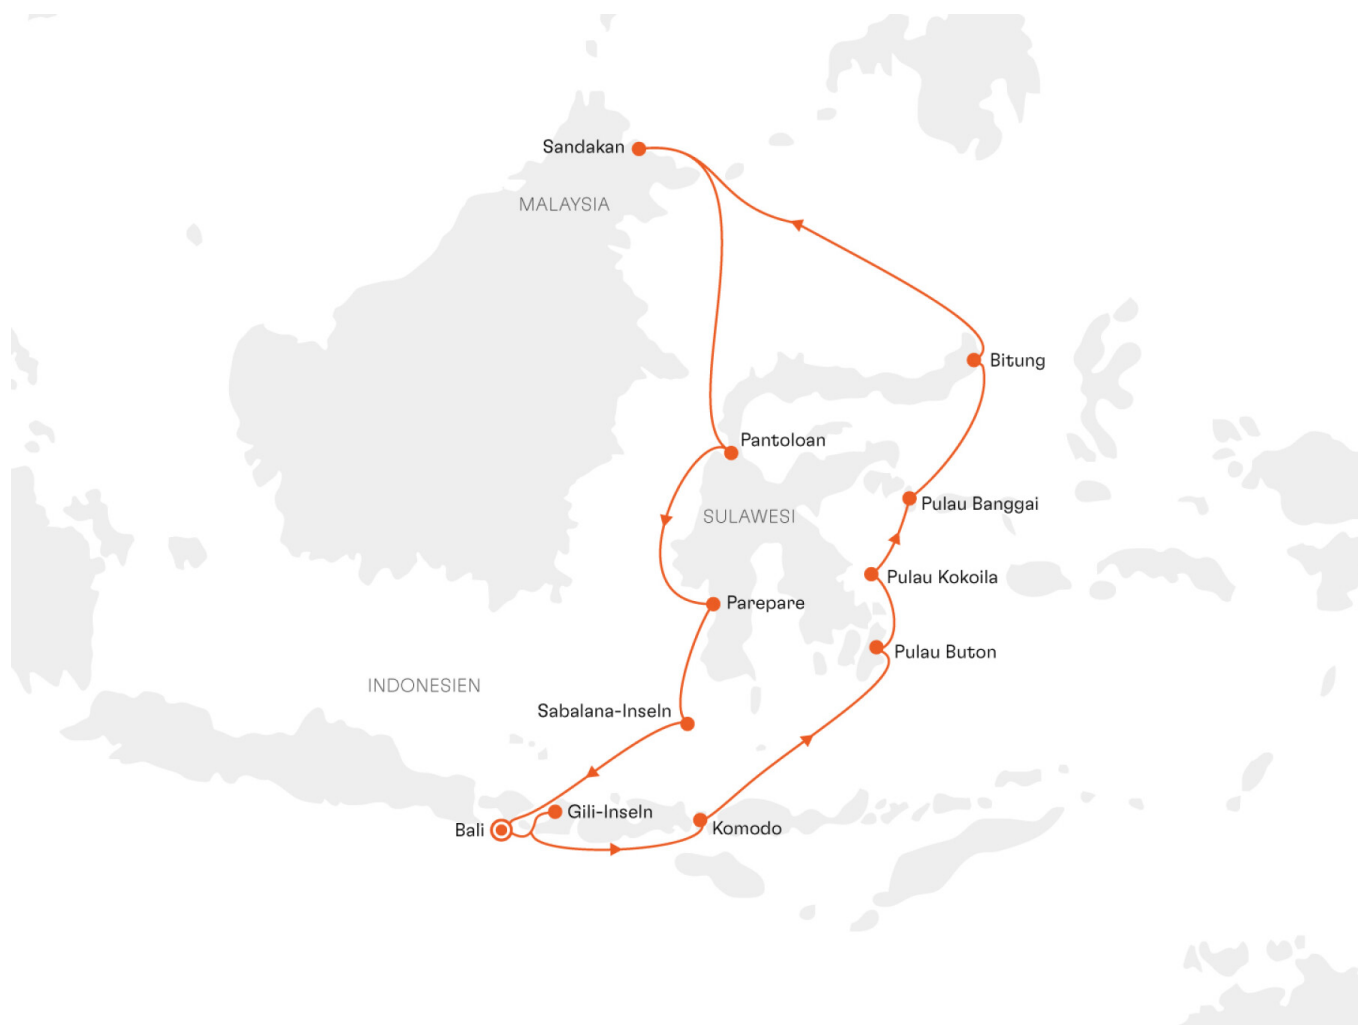 Sandakan
MALAYSIA
Bitung
Pantoloan
Pulau Banggai
SULAWESI
Pulau Kokoila
Parepare
Pulau Buton
INDONESIEN
Sabalana-Inseln
Gili-Inseln
Bali
Komodo